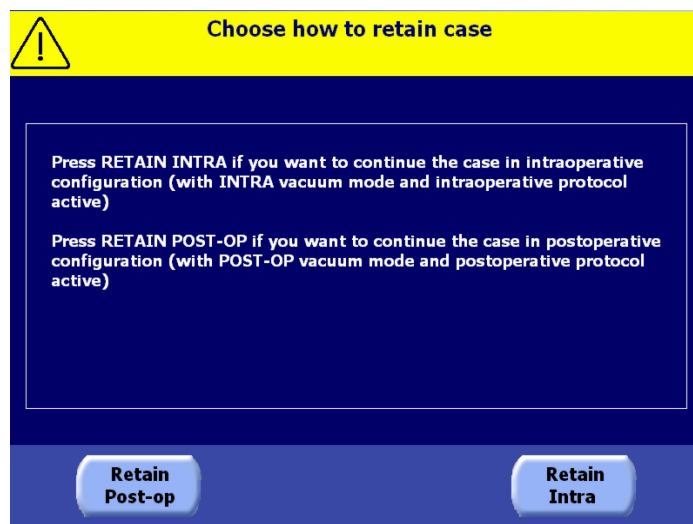 Choose how to retain case
Press RETAIN INTRA if you want to continue the case in intraoperative
configuration (with INTRA vacuum mode and intraoperative protocol
active)
Press RETAIN POST-OP if you want to continue the case in postoperative
configuration (with POST-OP vacuum mode and postoperative protocol
active)
Retain
Post-op
Retain
Intra